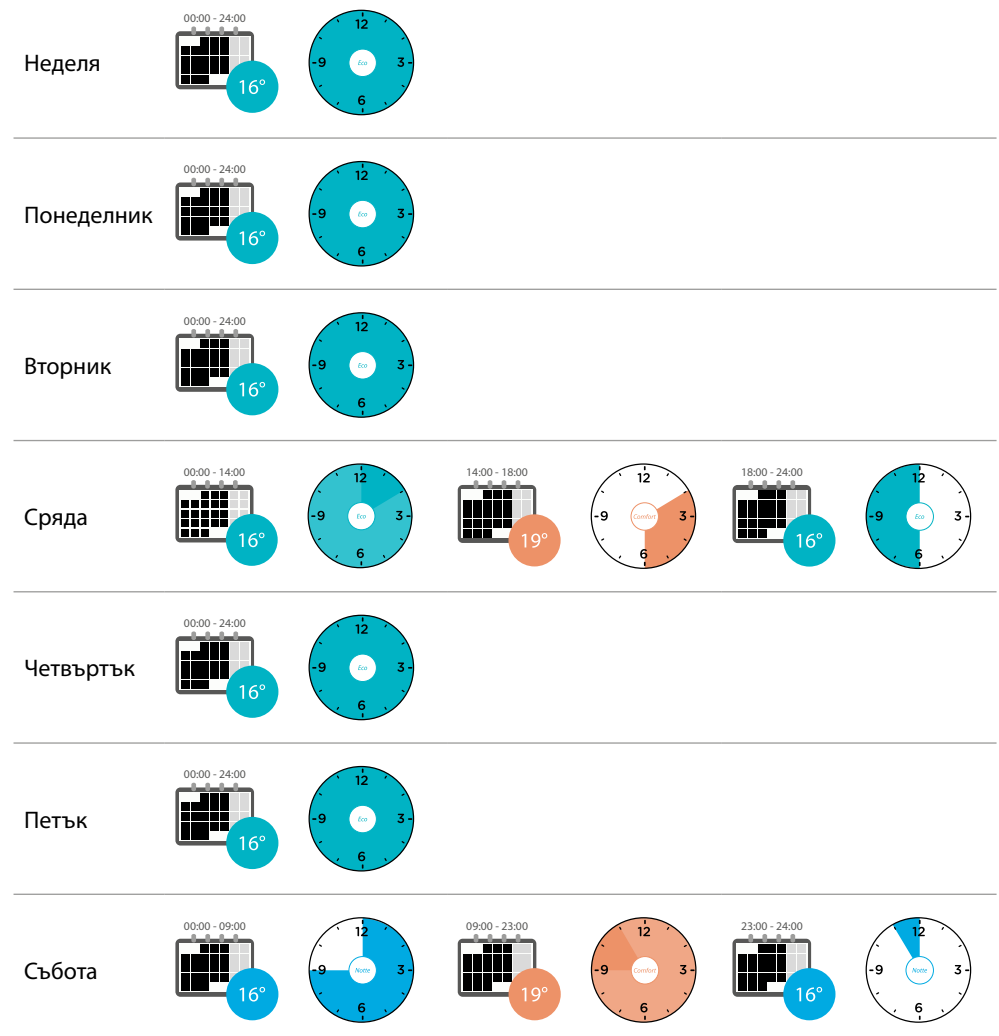 Неделя
00:00 - 24:00
16°
12
9
Eco
3
6
Понеделник
00:00 - 24:00
16°
12
9
Eco
3
6
Вторник
00:00 - 24:00
16°
12
9
Eco
3
6
Сряда
00:00 - 14:00
16°
12
9
Eco
3
6
14:00 - 18:00
19°
12
9
Comfort
3
6
18:00 - 24:00
16°
12
9
Eco
3
6
Четвъртък
00:00 - 24:00
16°
12
9
Eco
3
6
Петък
00:00 - 24:00
16°
12
9
Eco
3
6
Събота
00:00 - 09:00
16°
12
9
Notte
3
6
09:00 - 23:00
19°
12
9
Comfort
3
6
23:00 - 24:00
16°
12
9
Notte
3
6